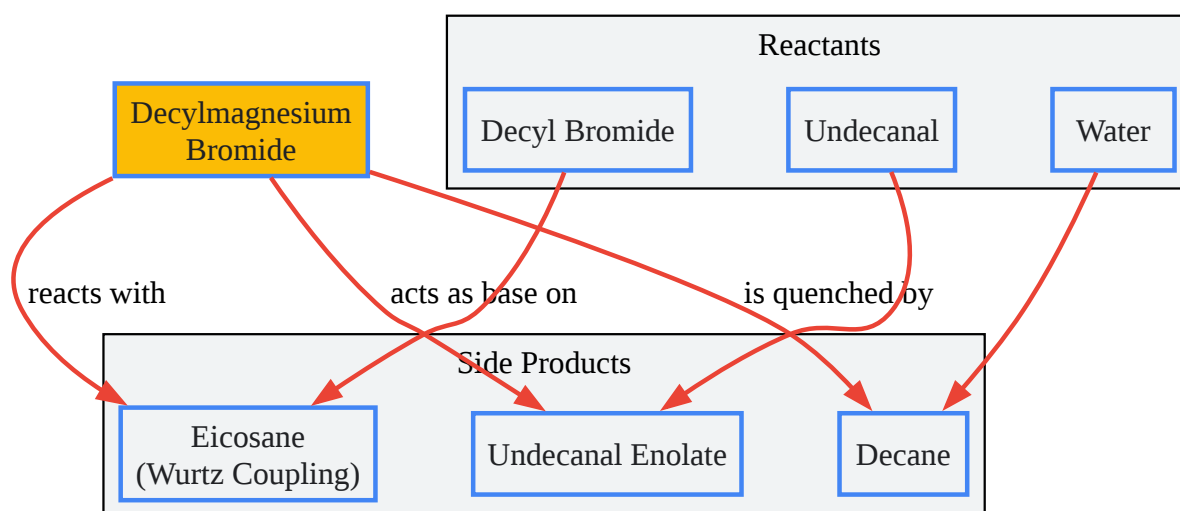 Reactants
Decylmagnesium
Bromide
Decyl Bromide
Undecanal
Water
reacts with
acts as base on
is quenched by
Side Products
Eicosane
(Wurtz Coupling)
Undecanal Enolate
Decane